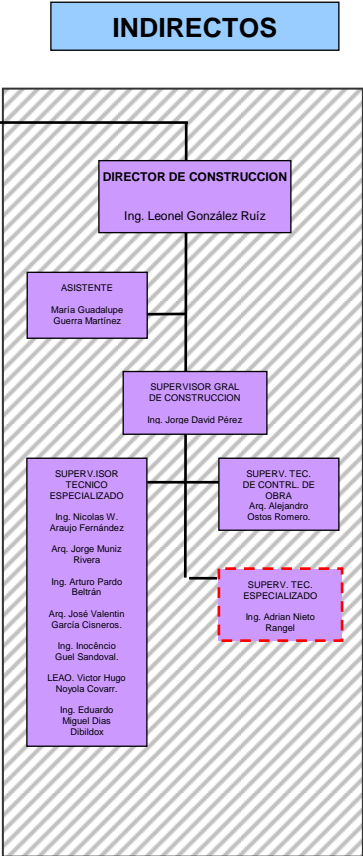 INDIRECTOS
DIRECTOR DE CONSTRUCCION
Ing. Leonel González Ruíz
ASISTENTE
María Guadalupe
Guerra Martínez
SUPERVISOR GRAL
DE CONSTRUCCION
Ing. Jorge David Pérez
SUPERV.ISOR
TECNICO
ESPECIALIZADO
Ing. Nicolas W.
Araujo Fernández
Arq. Jorge Muniz
Rivera
Ing. Arturo Pardo
Beltrán
Arq. José Valentin
García Cisneros.
Ing. Inocêncio
Guel Sandoval.
LEAO. Victor Hugo
Noyola Covarr.
Ing. Eduardo
Miguel Dias
Dibildox
SUPERV. TEC.
DE CONTRL. DE
OBRA
Arq. Alejandro
Ostos Romero.
SUPERV. TEC.
ESPECIALIZADO
Ing. Adrian Nieto
Rangel